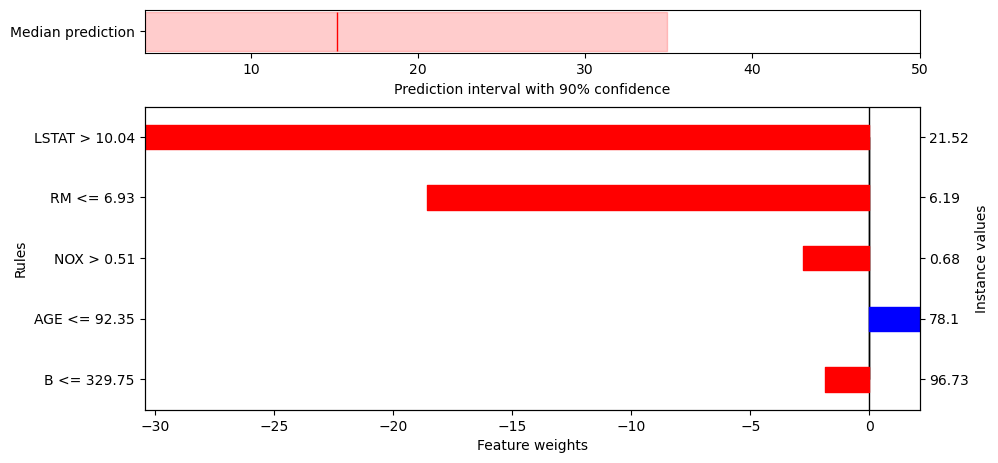 Median prediction
10 20 30 40 50
Prediction interval with 90% confidence
LSTAT > 10.04 21.52
RM <= 6.93 6.19
NOX > 0.51 0.68
AGE <= 92.35 78.1
B <= 329.75 96.73
Rules
Instance values
−30 −25 −20 −15 −10 −5 0
Feature weights